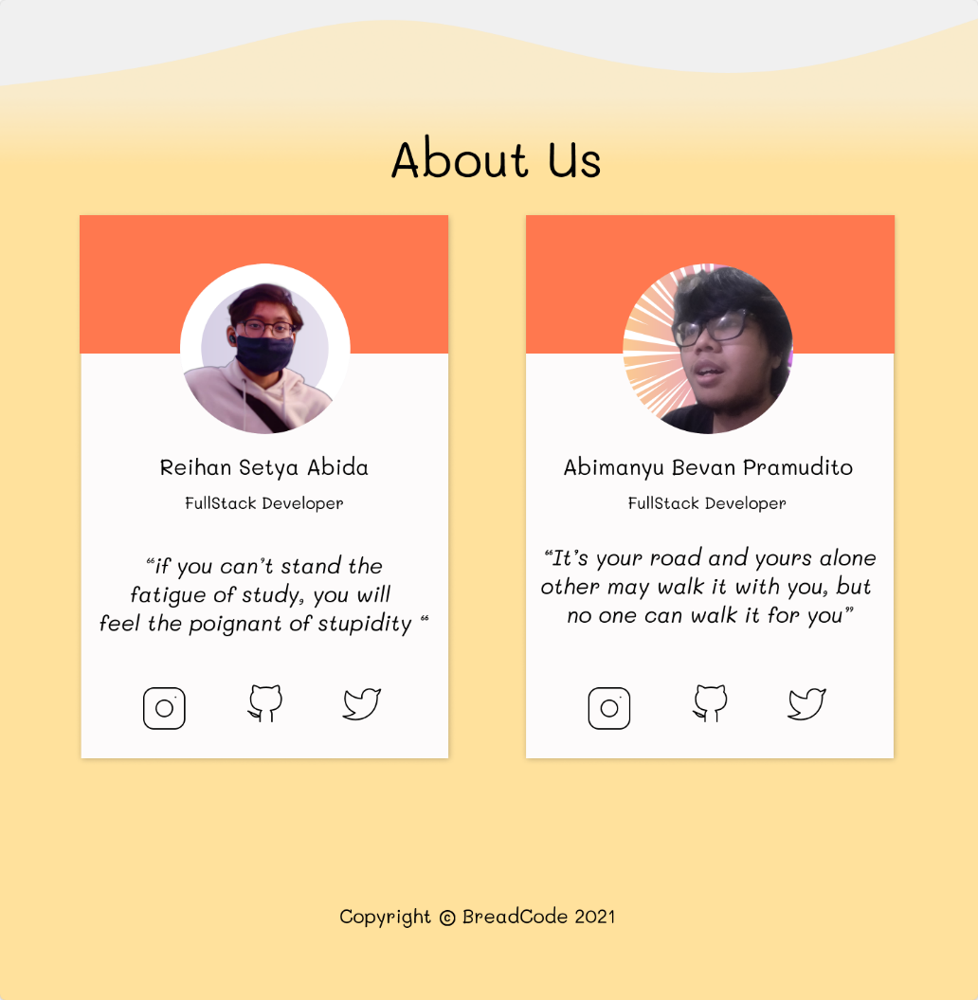 About Us
Reihan Setya Abida
FullStack Developer
“if you can’t stand the
fatigue of study, you will
feel the poignant of stupidity “
Abimanyu Bevan Pramudito
FullStack Developer
“It’s your road and yours alone
other may walk it with you, but
no one can walk it for you”
Copyright © BreadCode 2021